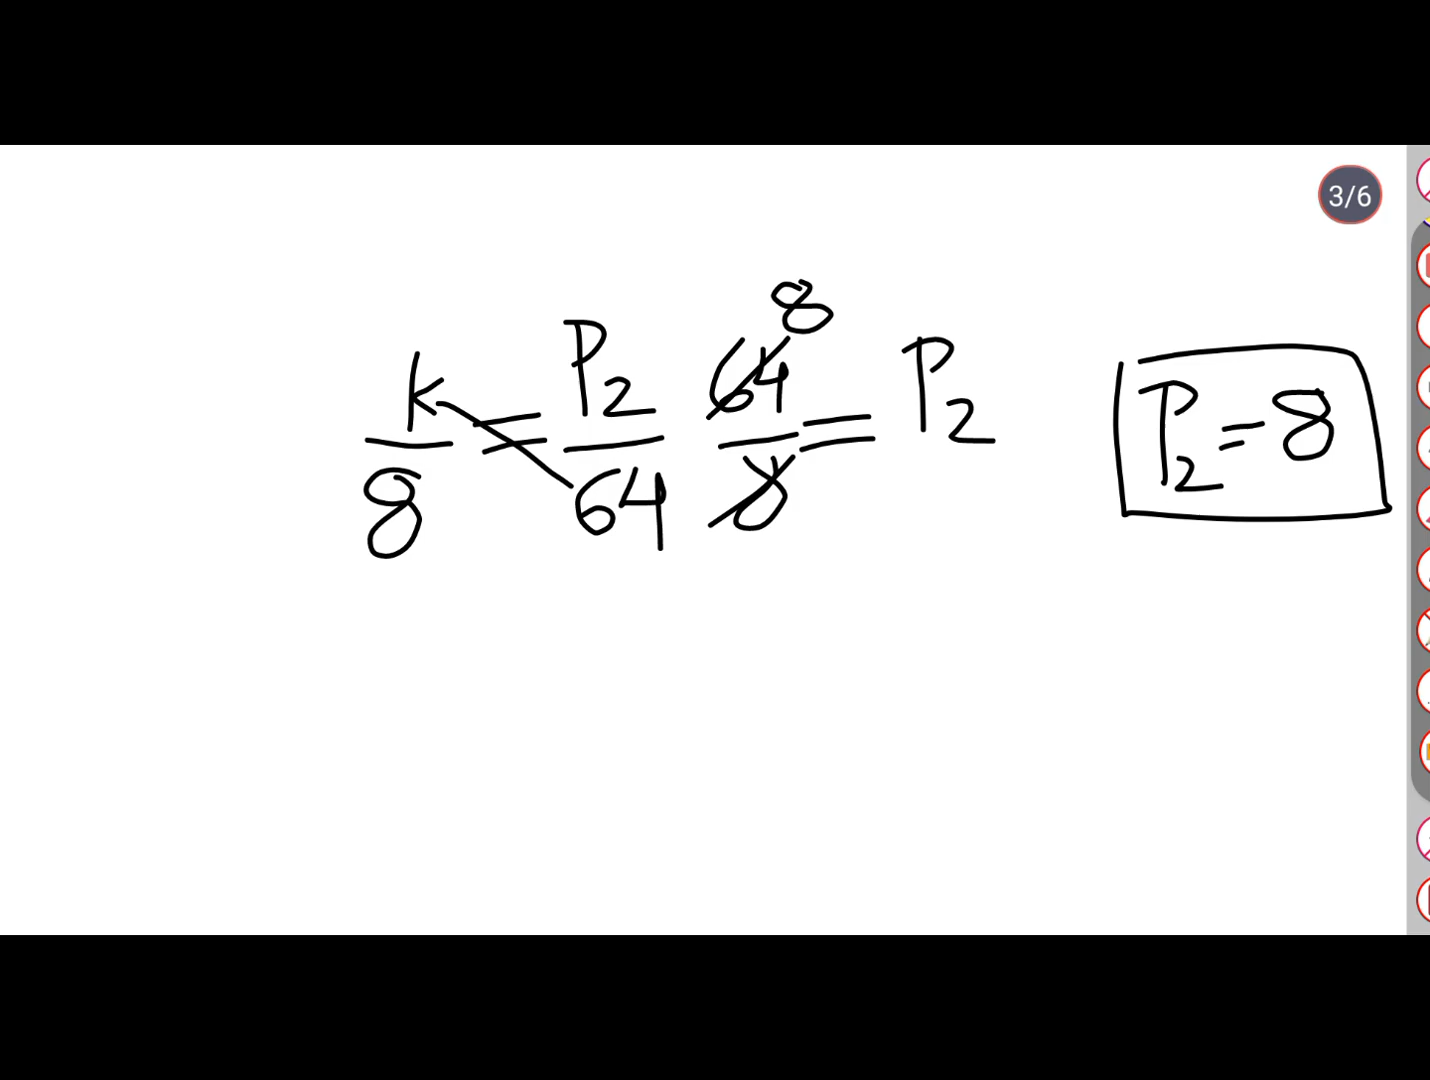 3/6
k/8 = P₂/64 64/8 8 = P₂ P₂ = 8